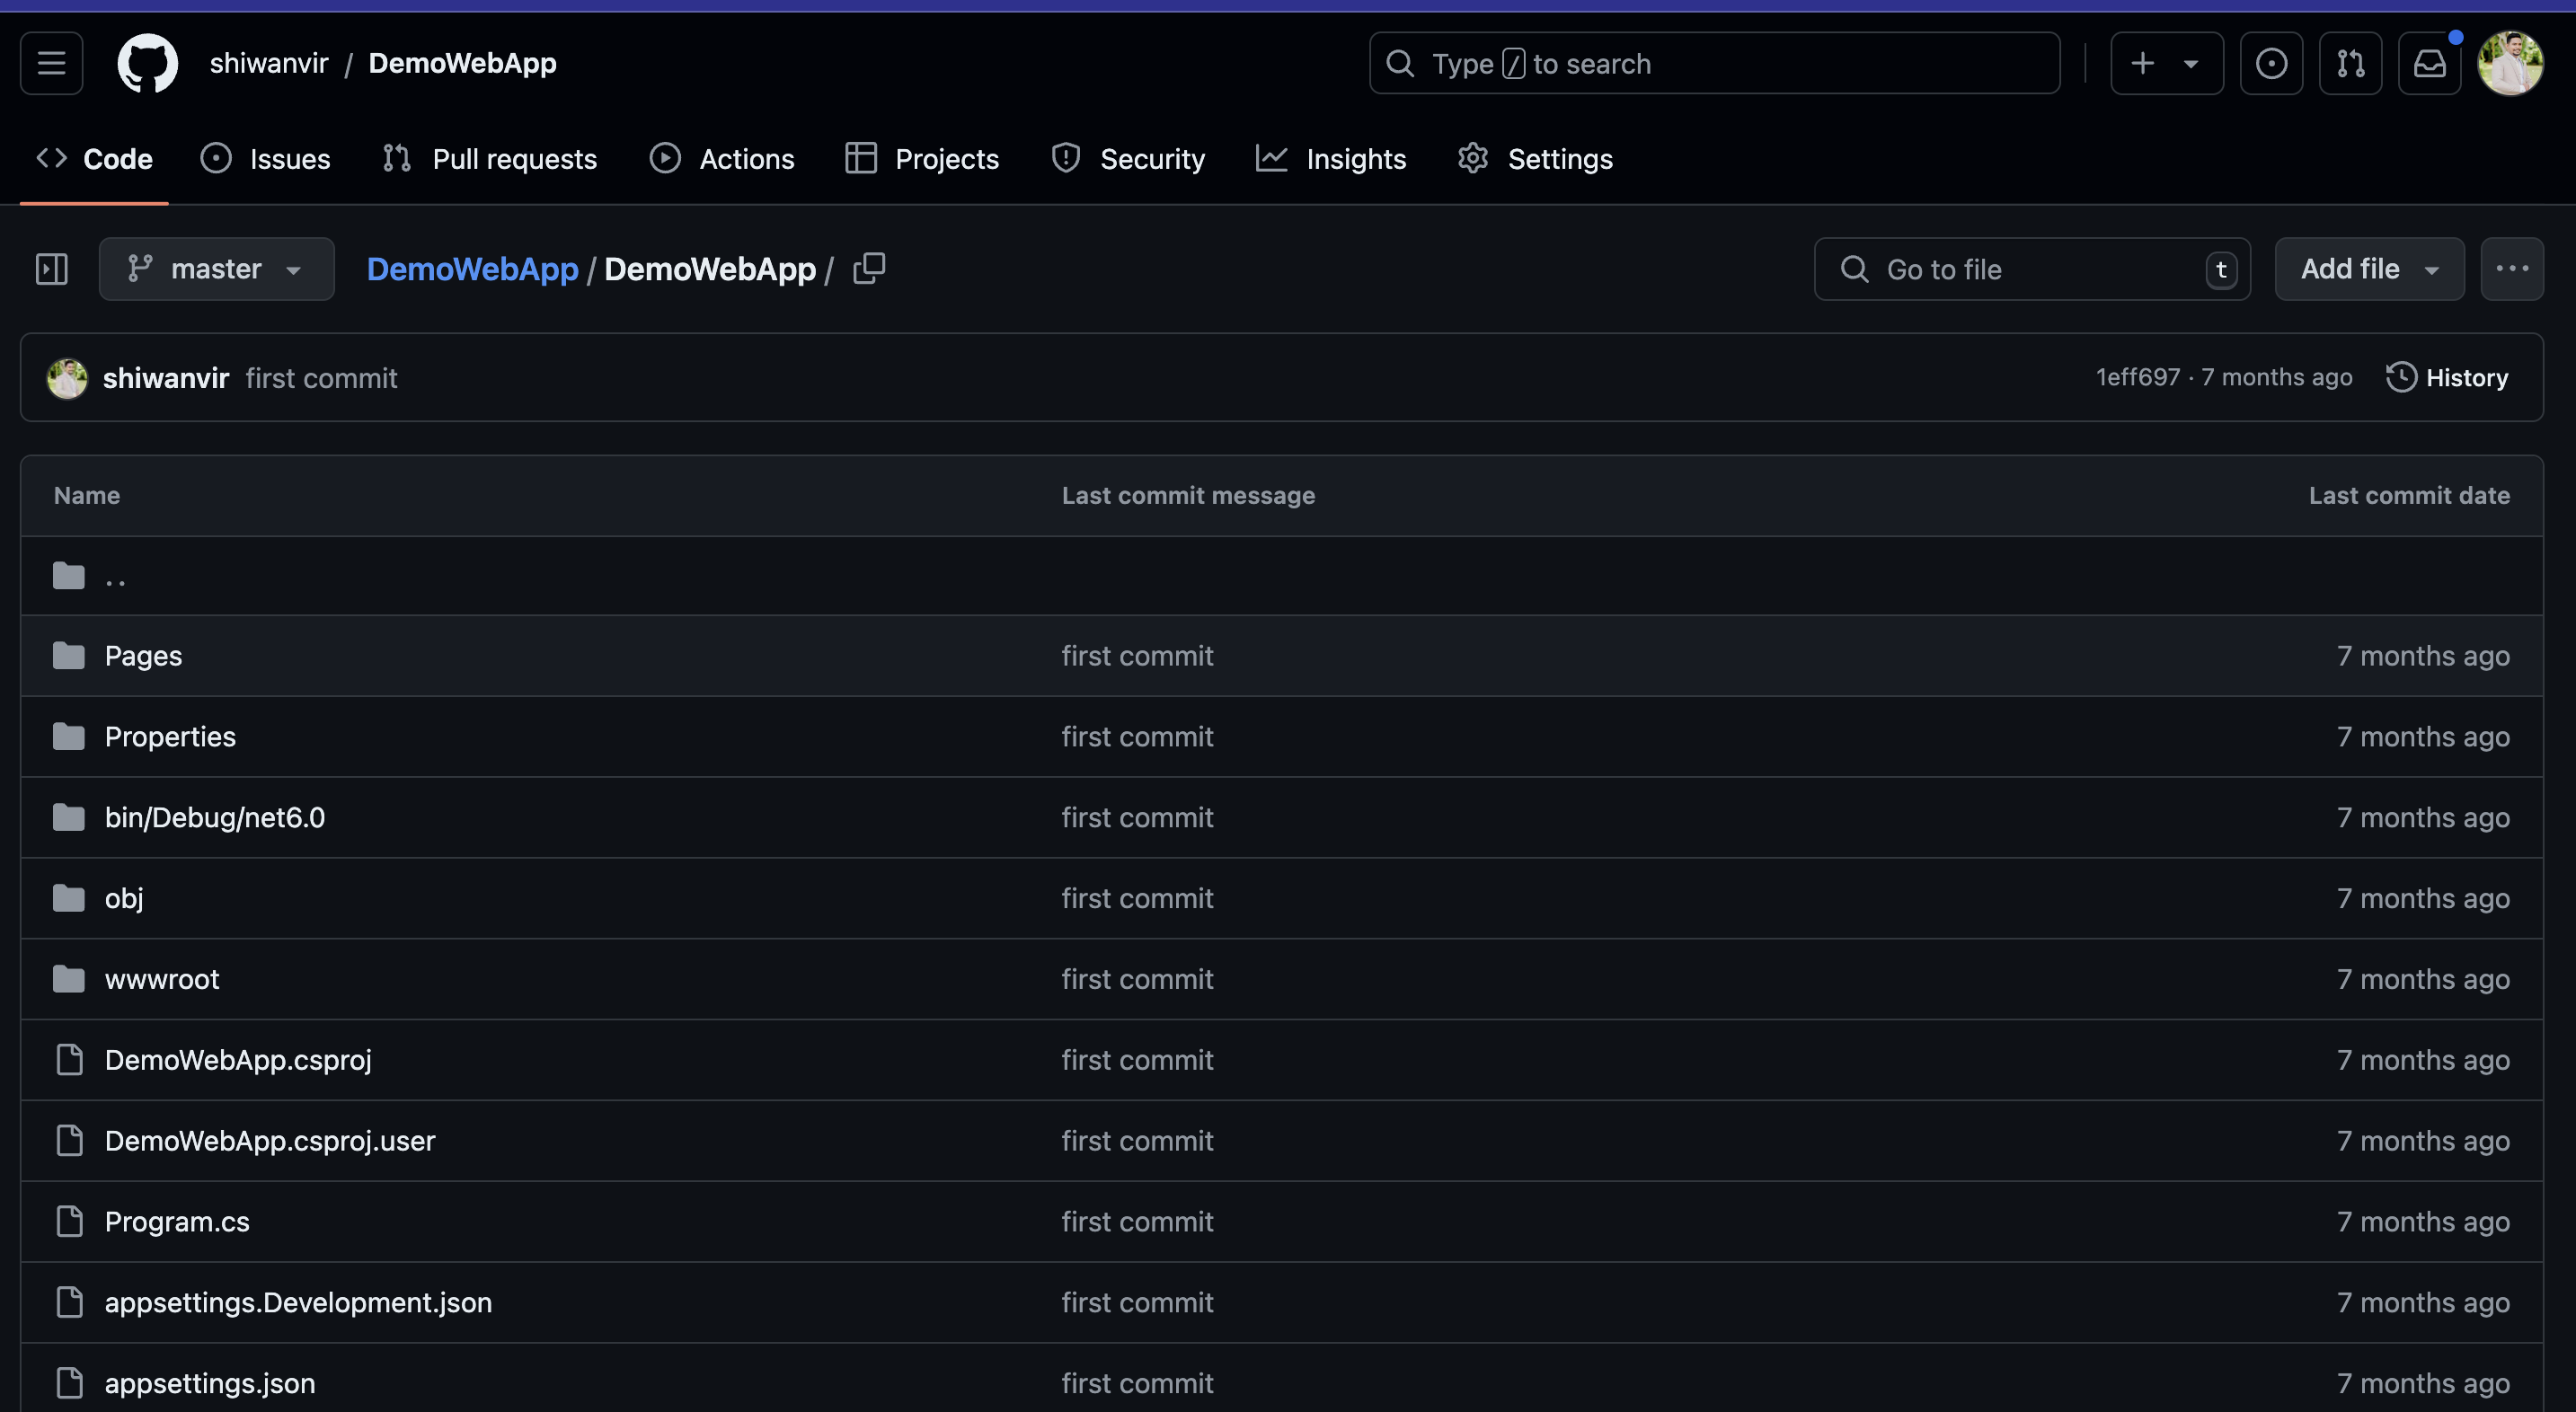 shiwanvir / DemoWebApp
Type / to search
Code Issues Pull requests Actions Projects Security Insights Settings
master DemoWebApp / DemoWebApp / Go to file t Add file
shiwanvir first commit 1eff697 · 7 months ago History
Name Last commit message Last commit date
..
Pages first commit 7 months ago
Properties first commit 7 months ago
bin/Debug/net6.0 first commit 7 months ago
obj first commit 7 months ago
wwwroot first commit 7 months ago
DemoWebApp.csproj first commit 7 months ago
DemoWebApp.csproj.user first commit 7 months ago
Program.cs first commit 7 months ago
appsettings.Development.json first commit 7 months ago
appsettings.json first commit 7 months ago